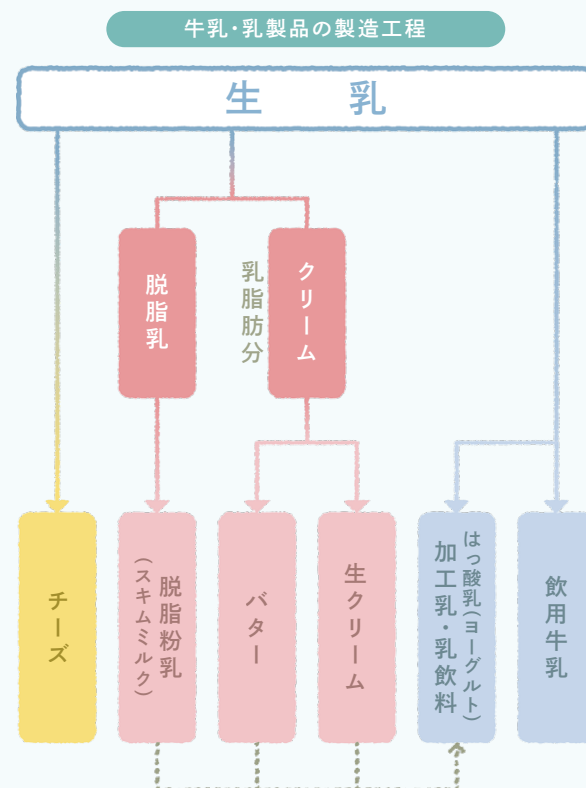 牛乳・乳製品の製造工程
生 乳
脱脂乳
乳脂肪分
クリーム
チーズ
脱脂粉乳
(スキムミルク)
バター
生クリーム
はっ酸乳(ヨーグルト)
加工乳・乳飲料
飲用牛乳